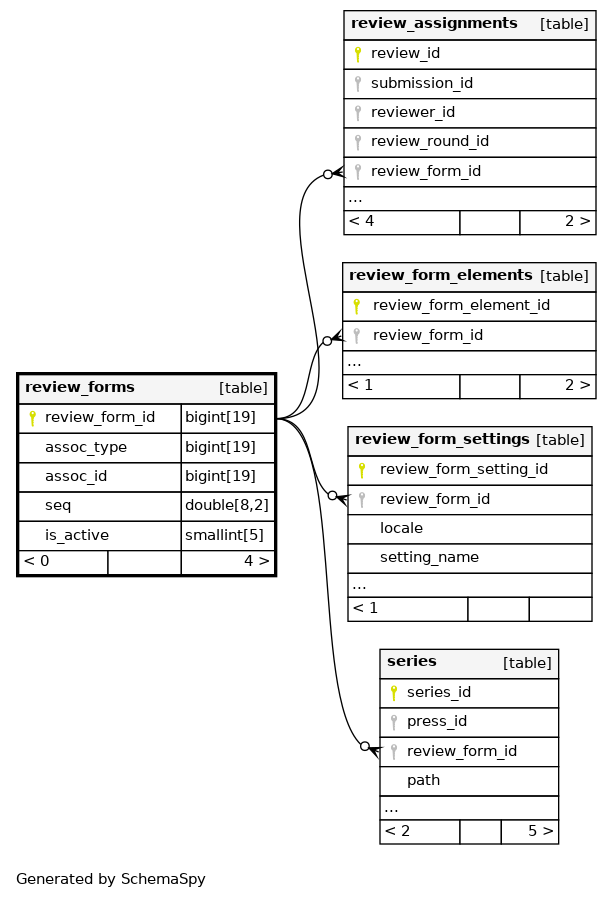 review_assignments [table]
review_id
submission_id
reviewer_id
review_round_id
review_form_id
...
< 4 2 >
review_form_elements [table]
review_form_element_id
review_form_id
...
< 1 2 >
review_forms [table]
review_form_id bigint[19]
assoc_type bigint[19]
assoc_id bigint[19]
seq double[8,2]
is_active smallint[5]
< 0 4 >
review_form_settings [table]
review_form_setting_id
review_form_id
locale
setting_name
...
< 1
series [table]
series_id
press_id
review_form_id
path
...
< 2 5 >
Generated by SchemaSpy